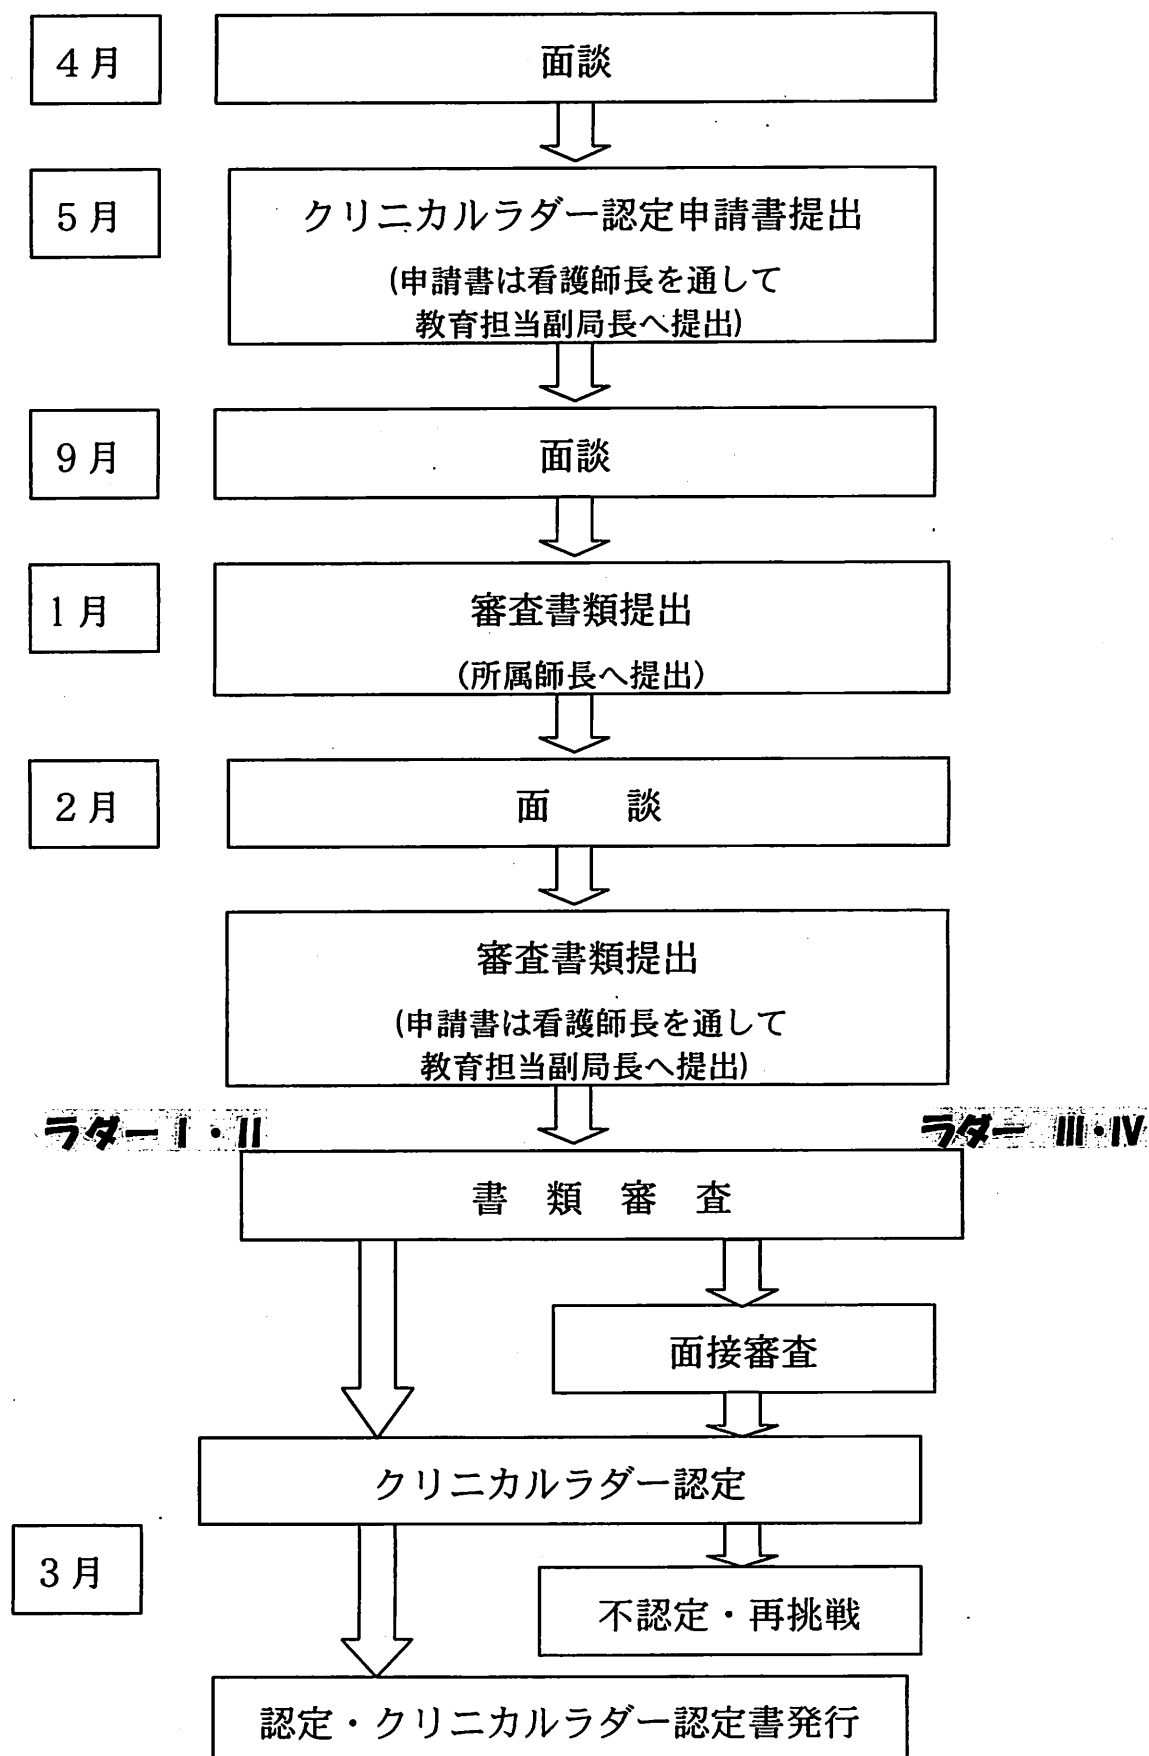 4月
面談
5月
クリニカルラダー認定申請書提出
(申請書は看護師長を通して
教育担当副局長へ提出)
9月
面談
1月
審査書類提出
(所属師長へ提出)
2月
面　　談
審査書類提出
(申請書は看護師長を通して
教育担当副局長へ提出)
ラダー I・II
ラダー III・IV
書　類　審　査
面接審査
クリニカルラダー認定
3月
不認定・再挑戦
認定・クリニカルラダー認定書発行